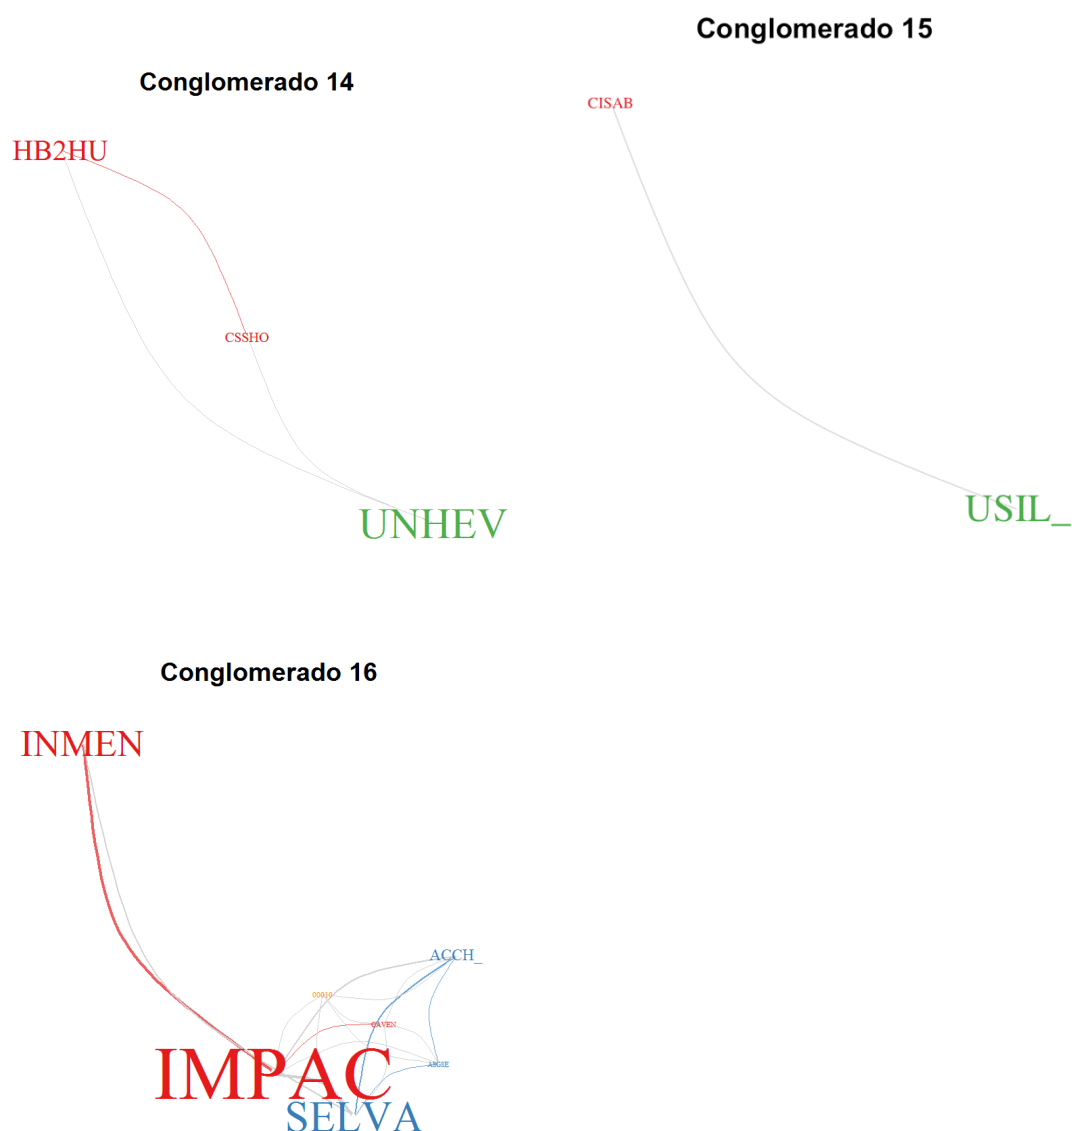 Conglomerado 15
Conglomerado 14
CISAB
HB2HU
CSSHO
USIL_
UNHEV
Conglomerado 16
INMEN
ACCH_
CAVEN
IMPAC
SELVA